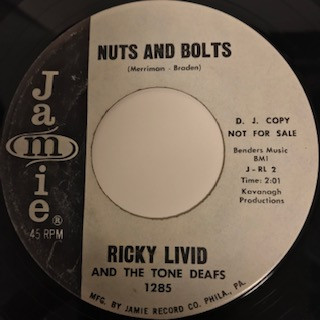 NUTS AND BOLTS
(Merriman - Braden)
Jamie
®
45 RPM
D. J. COPY
NOT FOR SALE
Benders Music
BMI
J - RL 2
Time: 2:01
Kavanagh
Productions
RICKY LIVID
AND THE TONE DEAFS
1285
MFG. BY JAMIE RECORD CO. PHILA., PA.